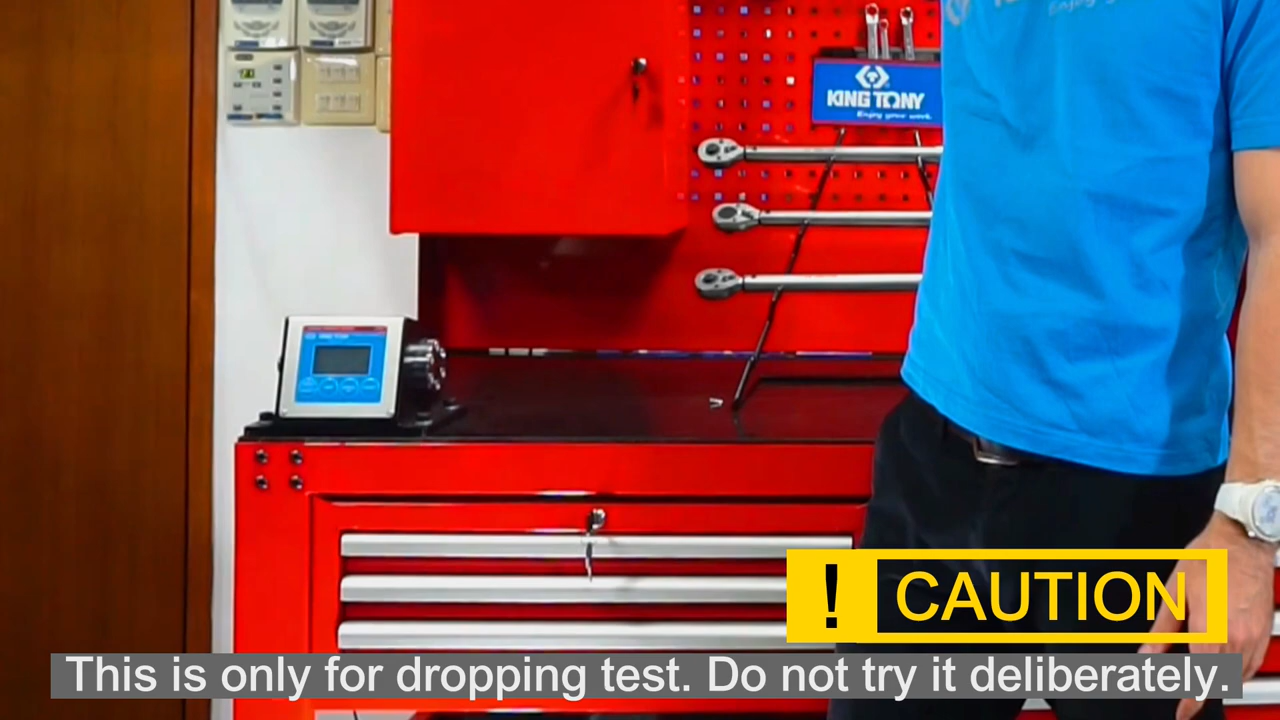 KING TONY
Enjoy your work.
! CAUTION
This is only for dropping test. Do not try it deliberately.